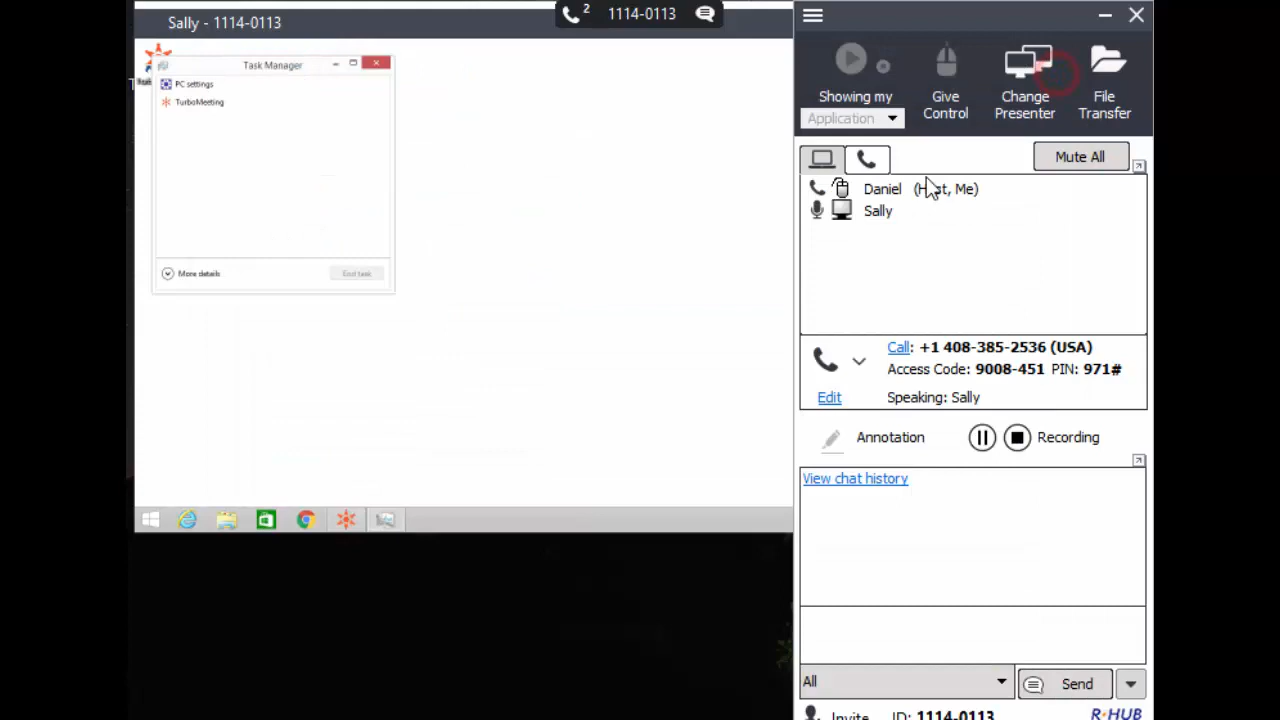 Sally - 1114-0113
2 1114-0113
Task Manager
PC settings
TurboMeeting
More details
End task
Showing my
Application
Give
Control
Change
Presenter
File
Transfer
Mute All
Daniel (Host, Me)
Sally
Call: +1 408-385-2536 (USA)
Access Code: 9008-451 PIN: 971#
Edit
Speaking: Sally
Annotation
Recording
View chat history
All
Send
Invite ID: 1114-0113
R-HUB